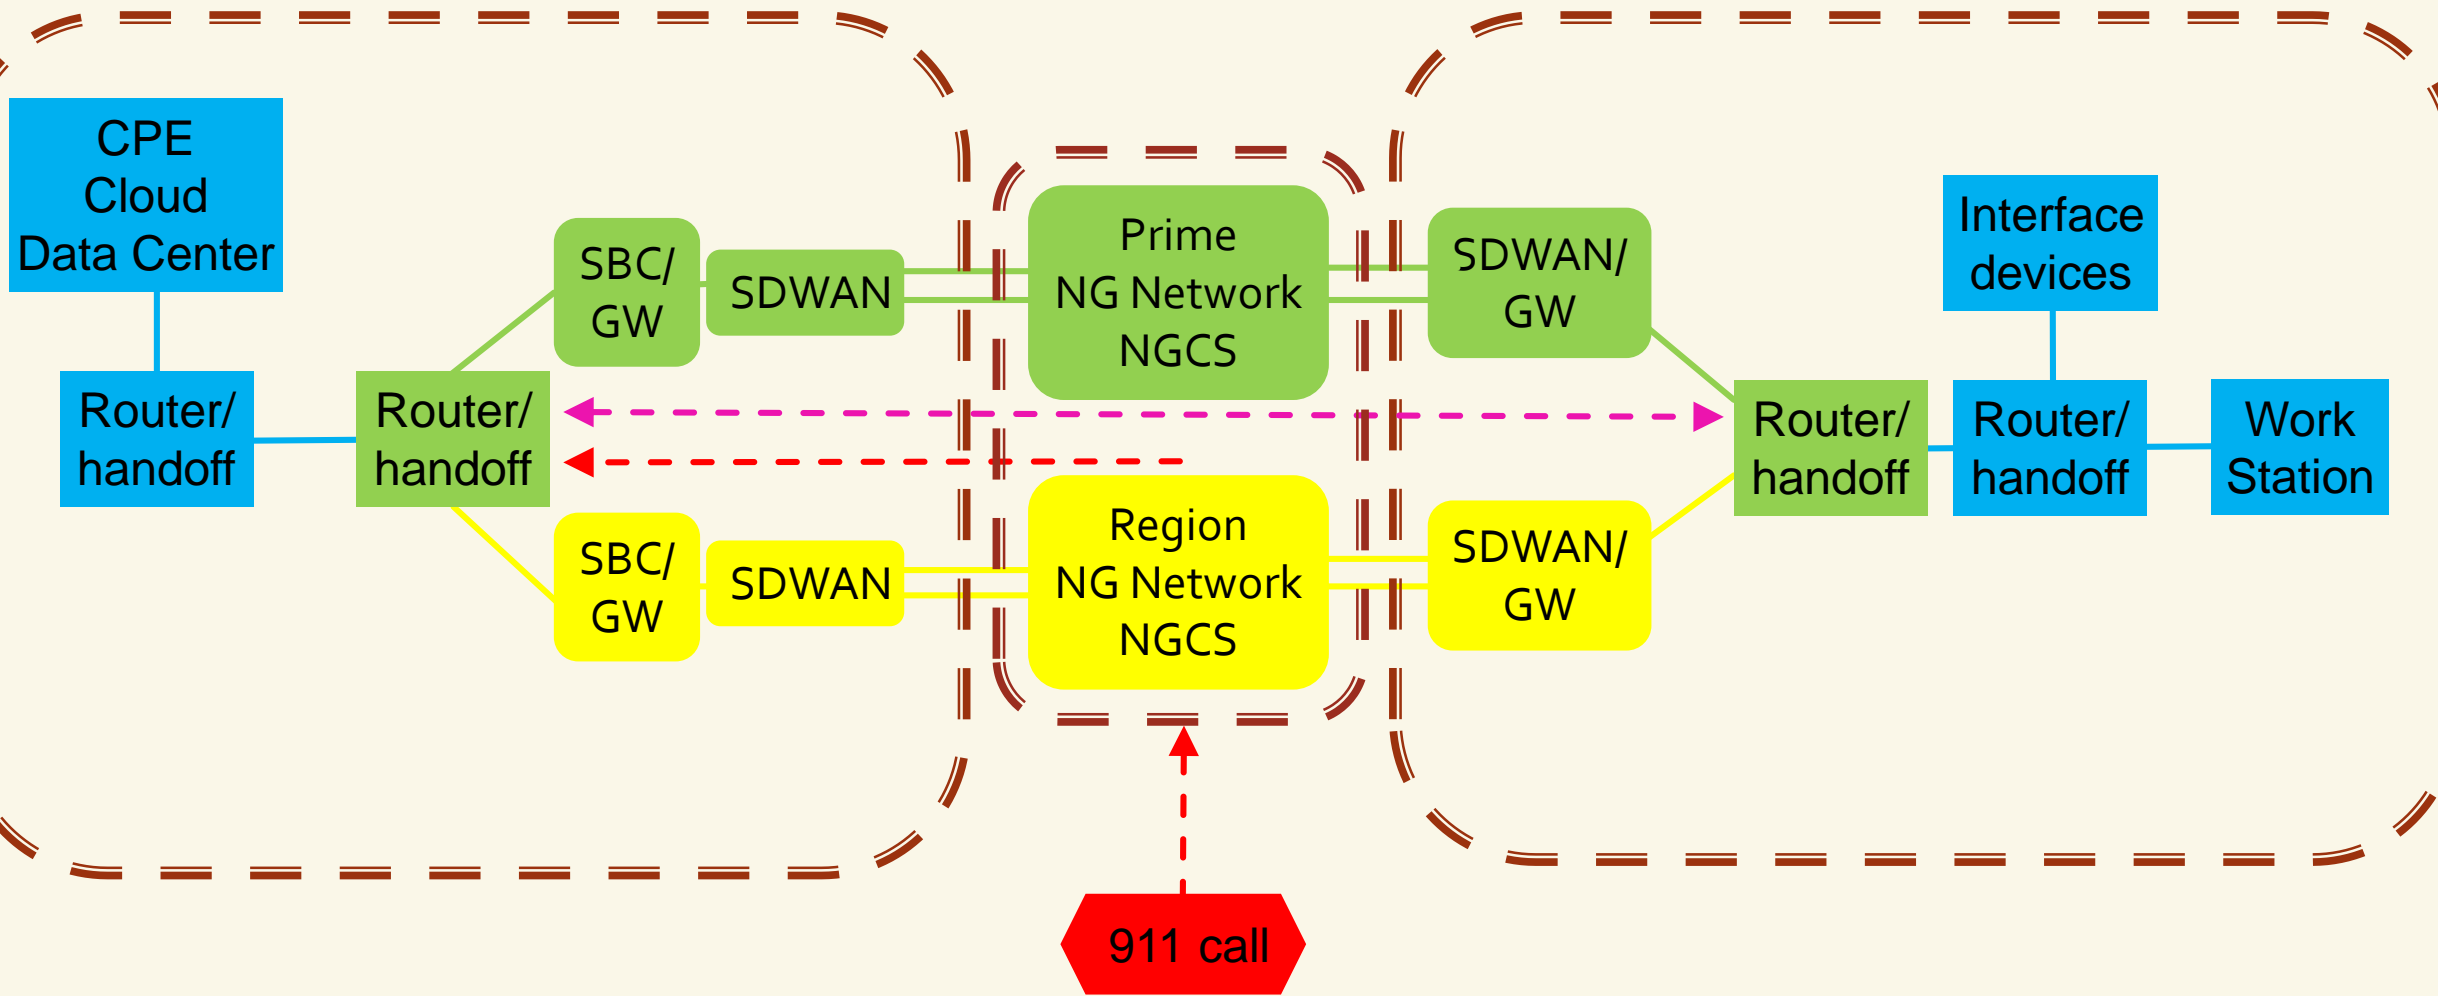 CPE
Cloud
Data Center
Router/
handoff
Router/
handoff
SBC/
GW
SDWAN
Prime
NG Network
NGCS
SDWAN/
GW
SBC/
GW
SDWAN
Region
NG Network
NGCS
SDWAN/
GW
Router/
handoff
Interface
devices
Router/
handoff
Work
Station
911 call